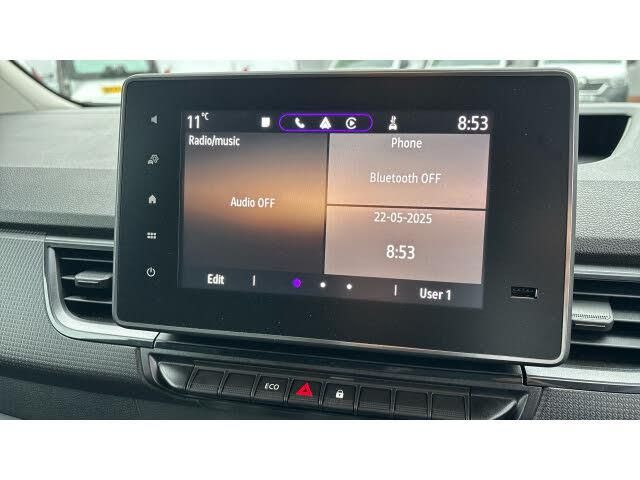 11°C
8:53
Radio/music
Audio OFF
Phone
Bluetooth OFF
22-05-2025
8:53
Edit
User 1
ECO